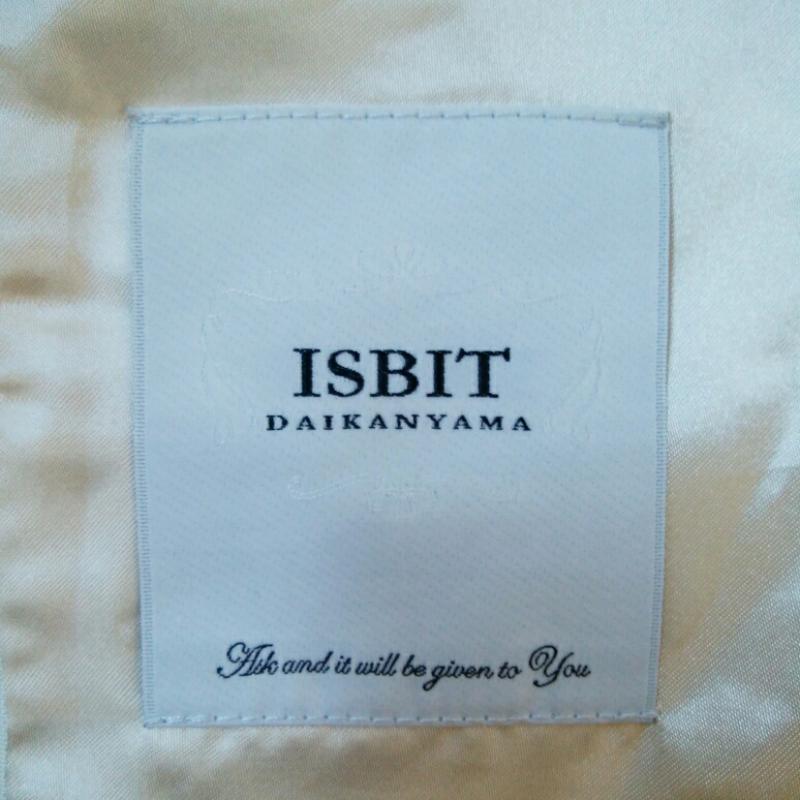 ISBIT
DAIKANYAMA
Ask and it will be given to You